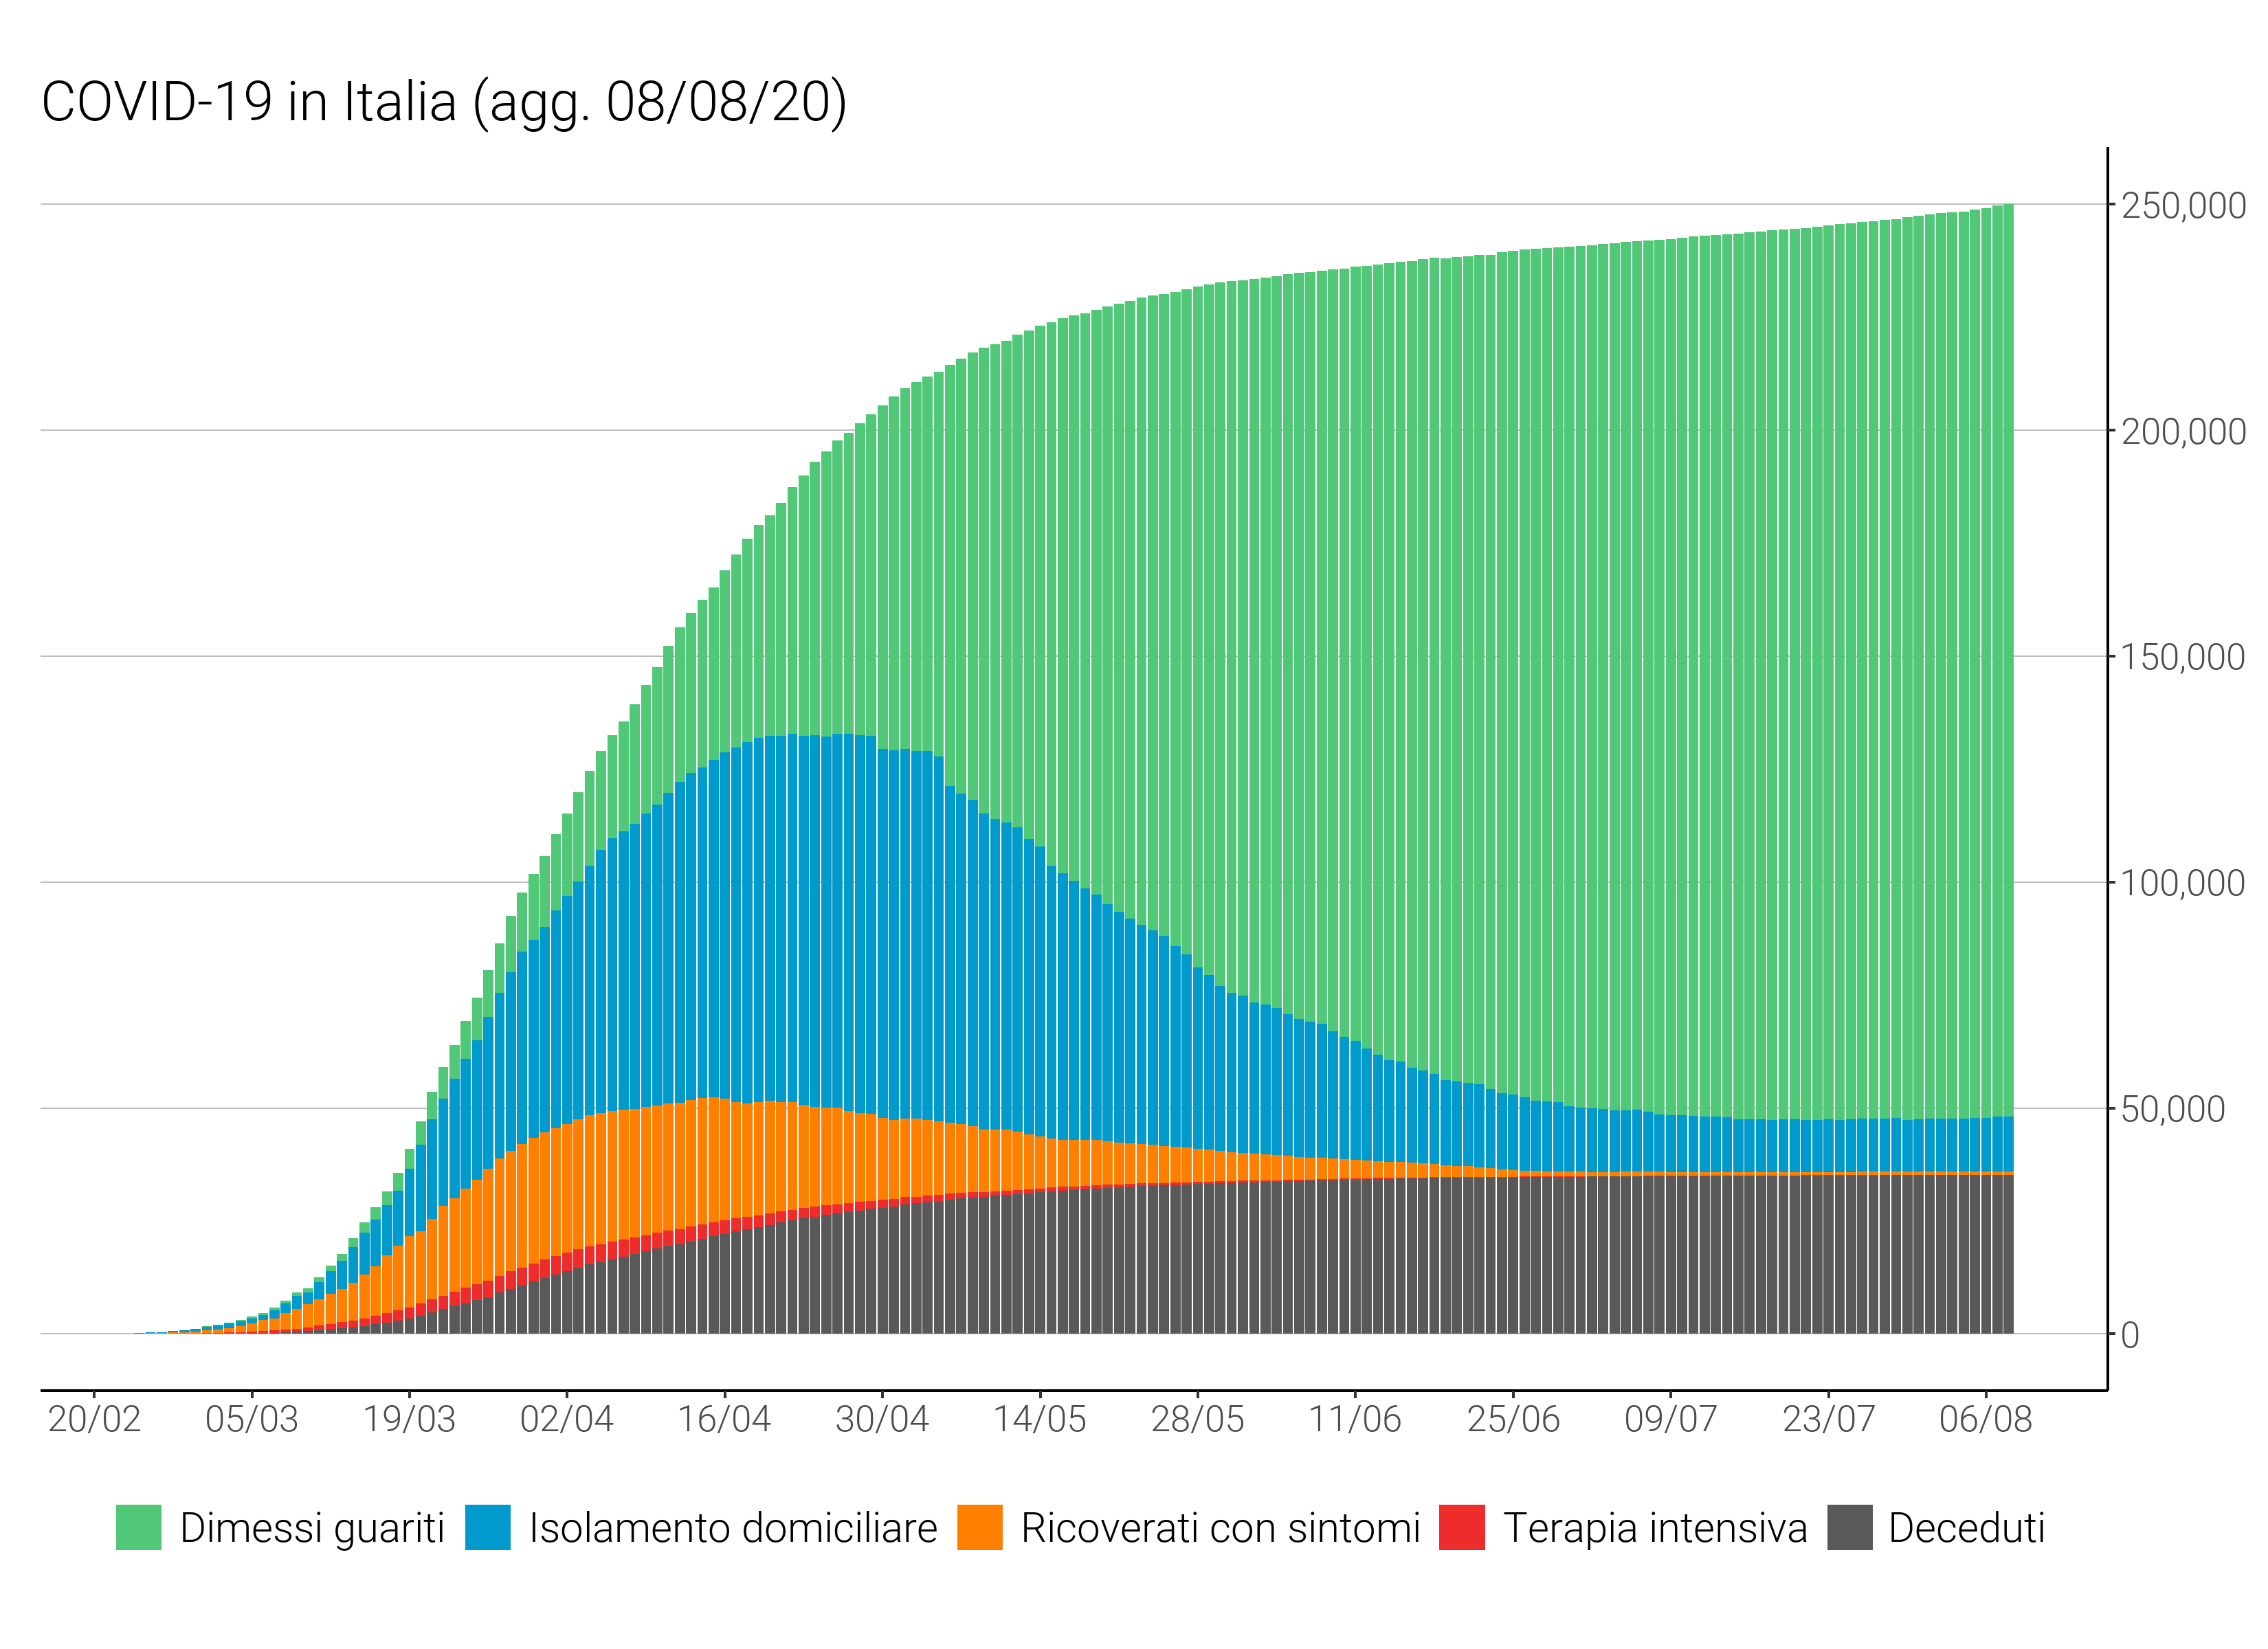 COVID-19 in Italia (agg. 08/08/20)
250,000
200,000
150,000
100,000
50,000
0
20/02 05/03 19/03 02/04 16/04 30/04 14/05 28/05 11/06 25/06 09/07 23/07 06/08
Dimessi guariti Isolamento domiciliare Ricoverati con sintomi Terapia intensiva Deceduti